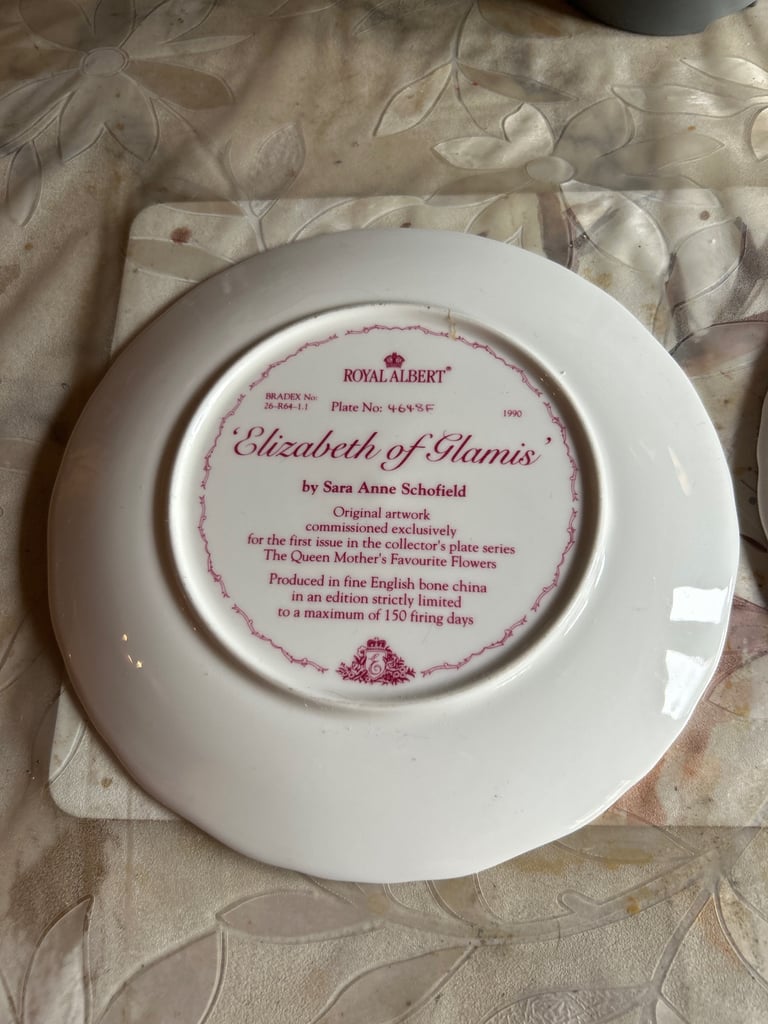 ROYAL ALBERT®
BRADEX No:
26-R64-1.1
Plate No: 4648F
1990
'Elizabeth of Glamis'
by Sara Anne Schofield
Original artwork
commissioned exclusively
for the first issue in the collector's plate series
The Queen Mother's Favourite Flowers
Produced in fine English bone china
in an edition strictly limited
to a maximum of 150 firing days
E